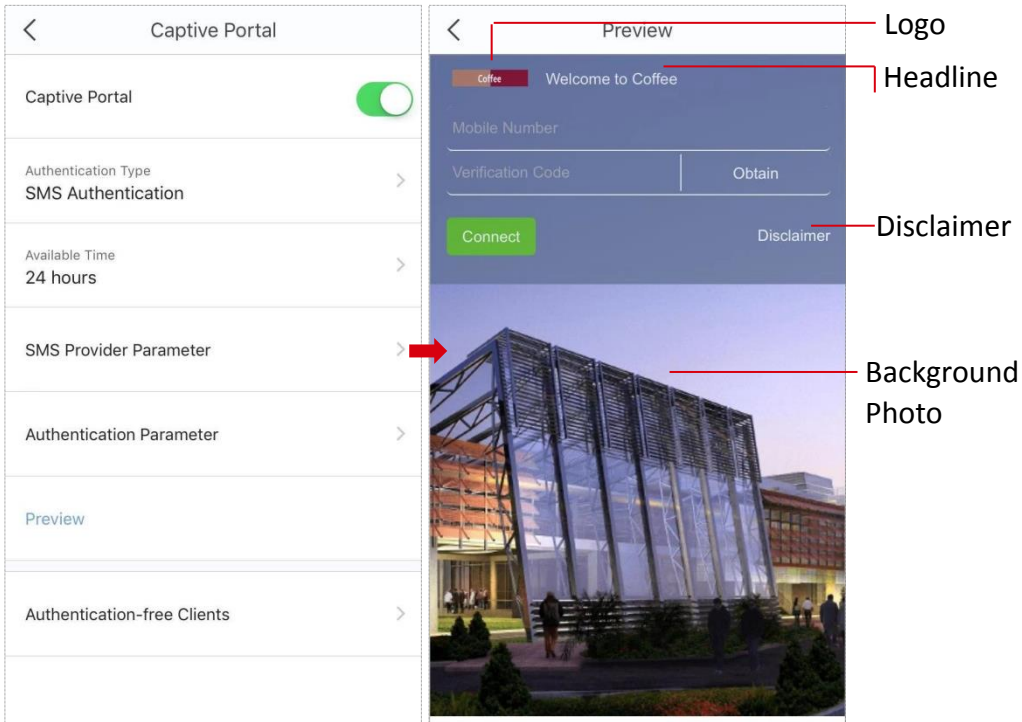 Captive Portal
Captive Portal
Authentication Type
SMS Authentication
Available Time
24 hours
SMS Provider Parameter
Authentication Parameter
Preview
Authentication-free Clients
Preview
Coffee
Welcome to Coffee
Mobile Number
Verification Code
Obtain
Connect
Disclaimer
Logo
Headline
Disclaimer
Background
Photo